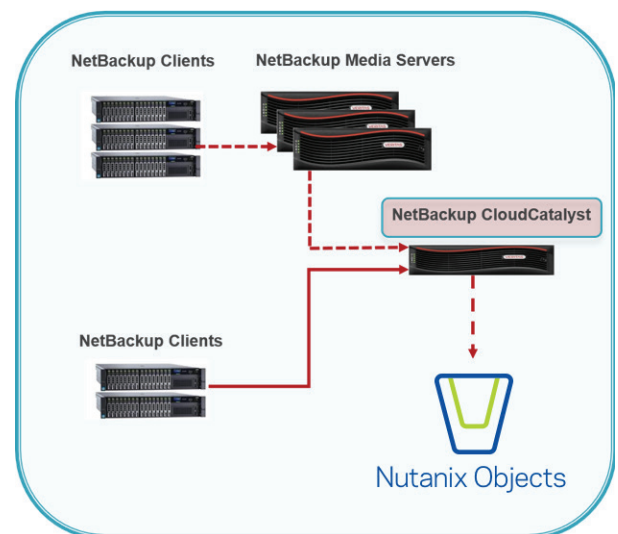 NetBackup Clients
NetBackup Media Servers
NetBackup CloudCatalyst
NetBackup Clients
Nutanix Objects